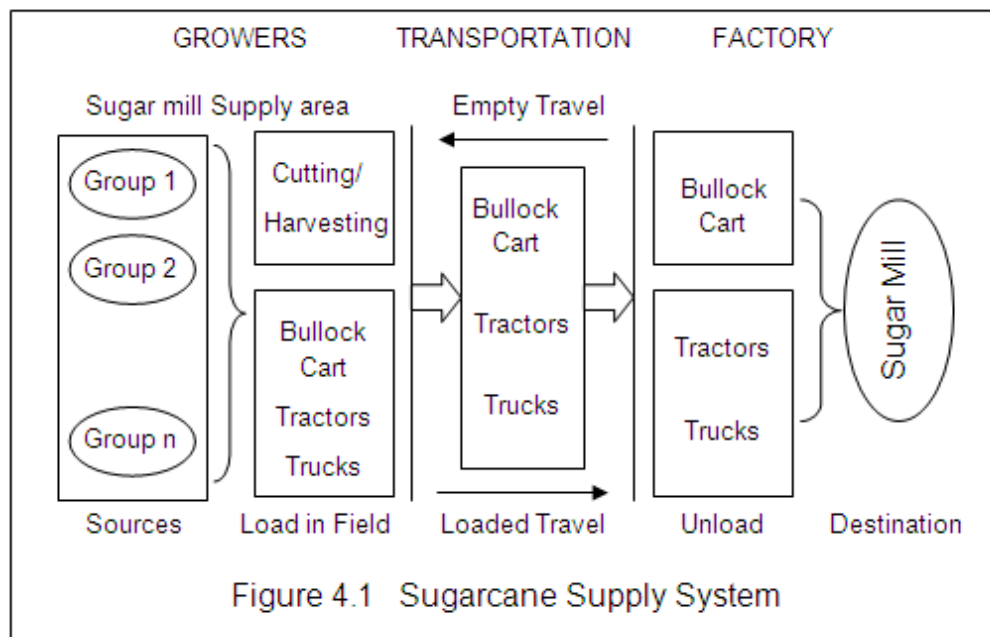 GROWERS
TRANSPORTATION
FACTORY
Sugar mill Supply area
Empty Travel
Group 1
Group 2
Group n
Cutting/
Harvesting
Bullock
Cart
Tractors
Trucks
Bullock
Cart
Tractors
Trucks
Bullock
Cart
Tractors
Trucks
Sugar Mill
Sources
Load in Field
Loaded Travel
Unload
Destination
Figure 4.1 Sugarcane Supply System